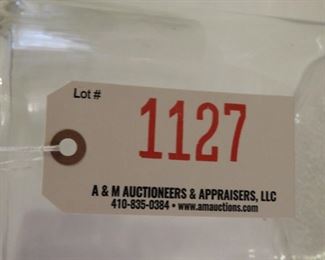 Lot #
1127
A & M AUCTIONEERS & APPRAISERS, LLC
410-835-0384 • www.amauctions.com